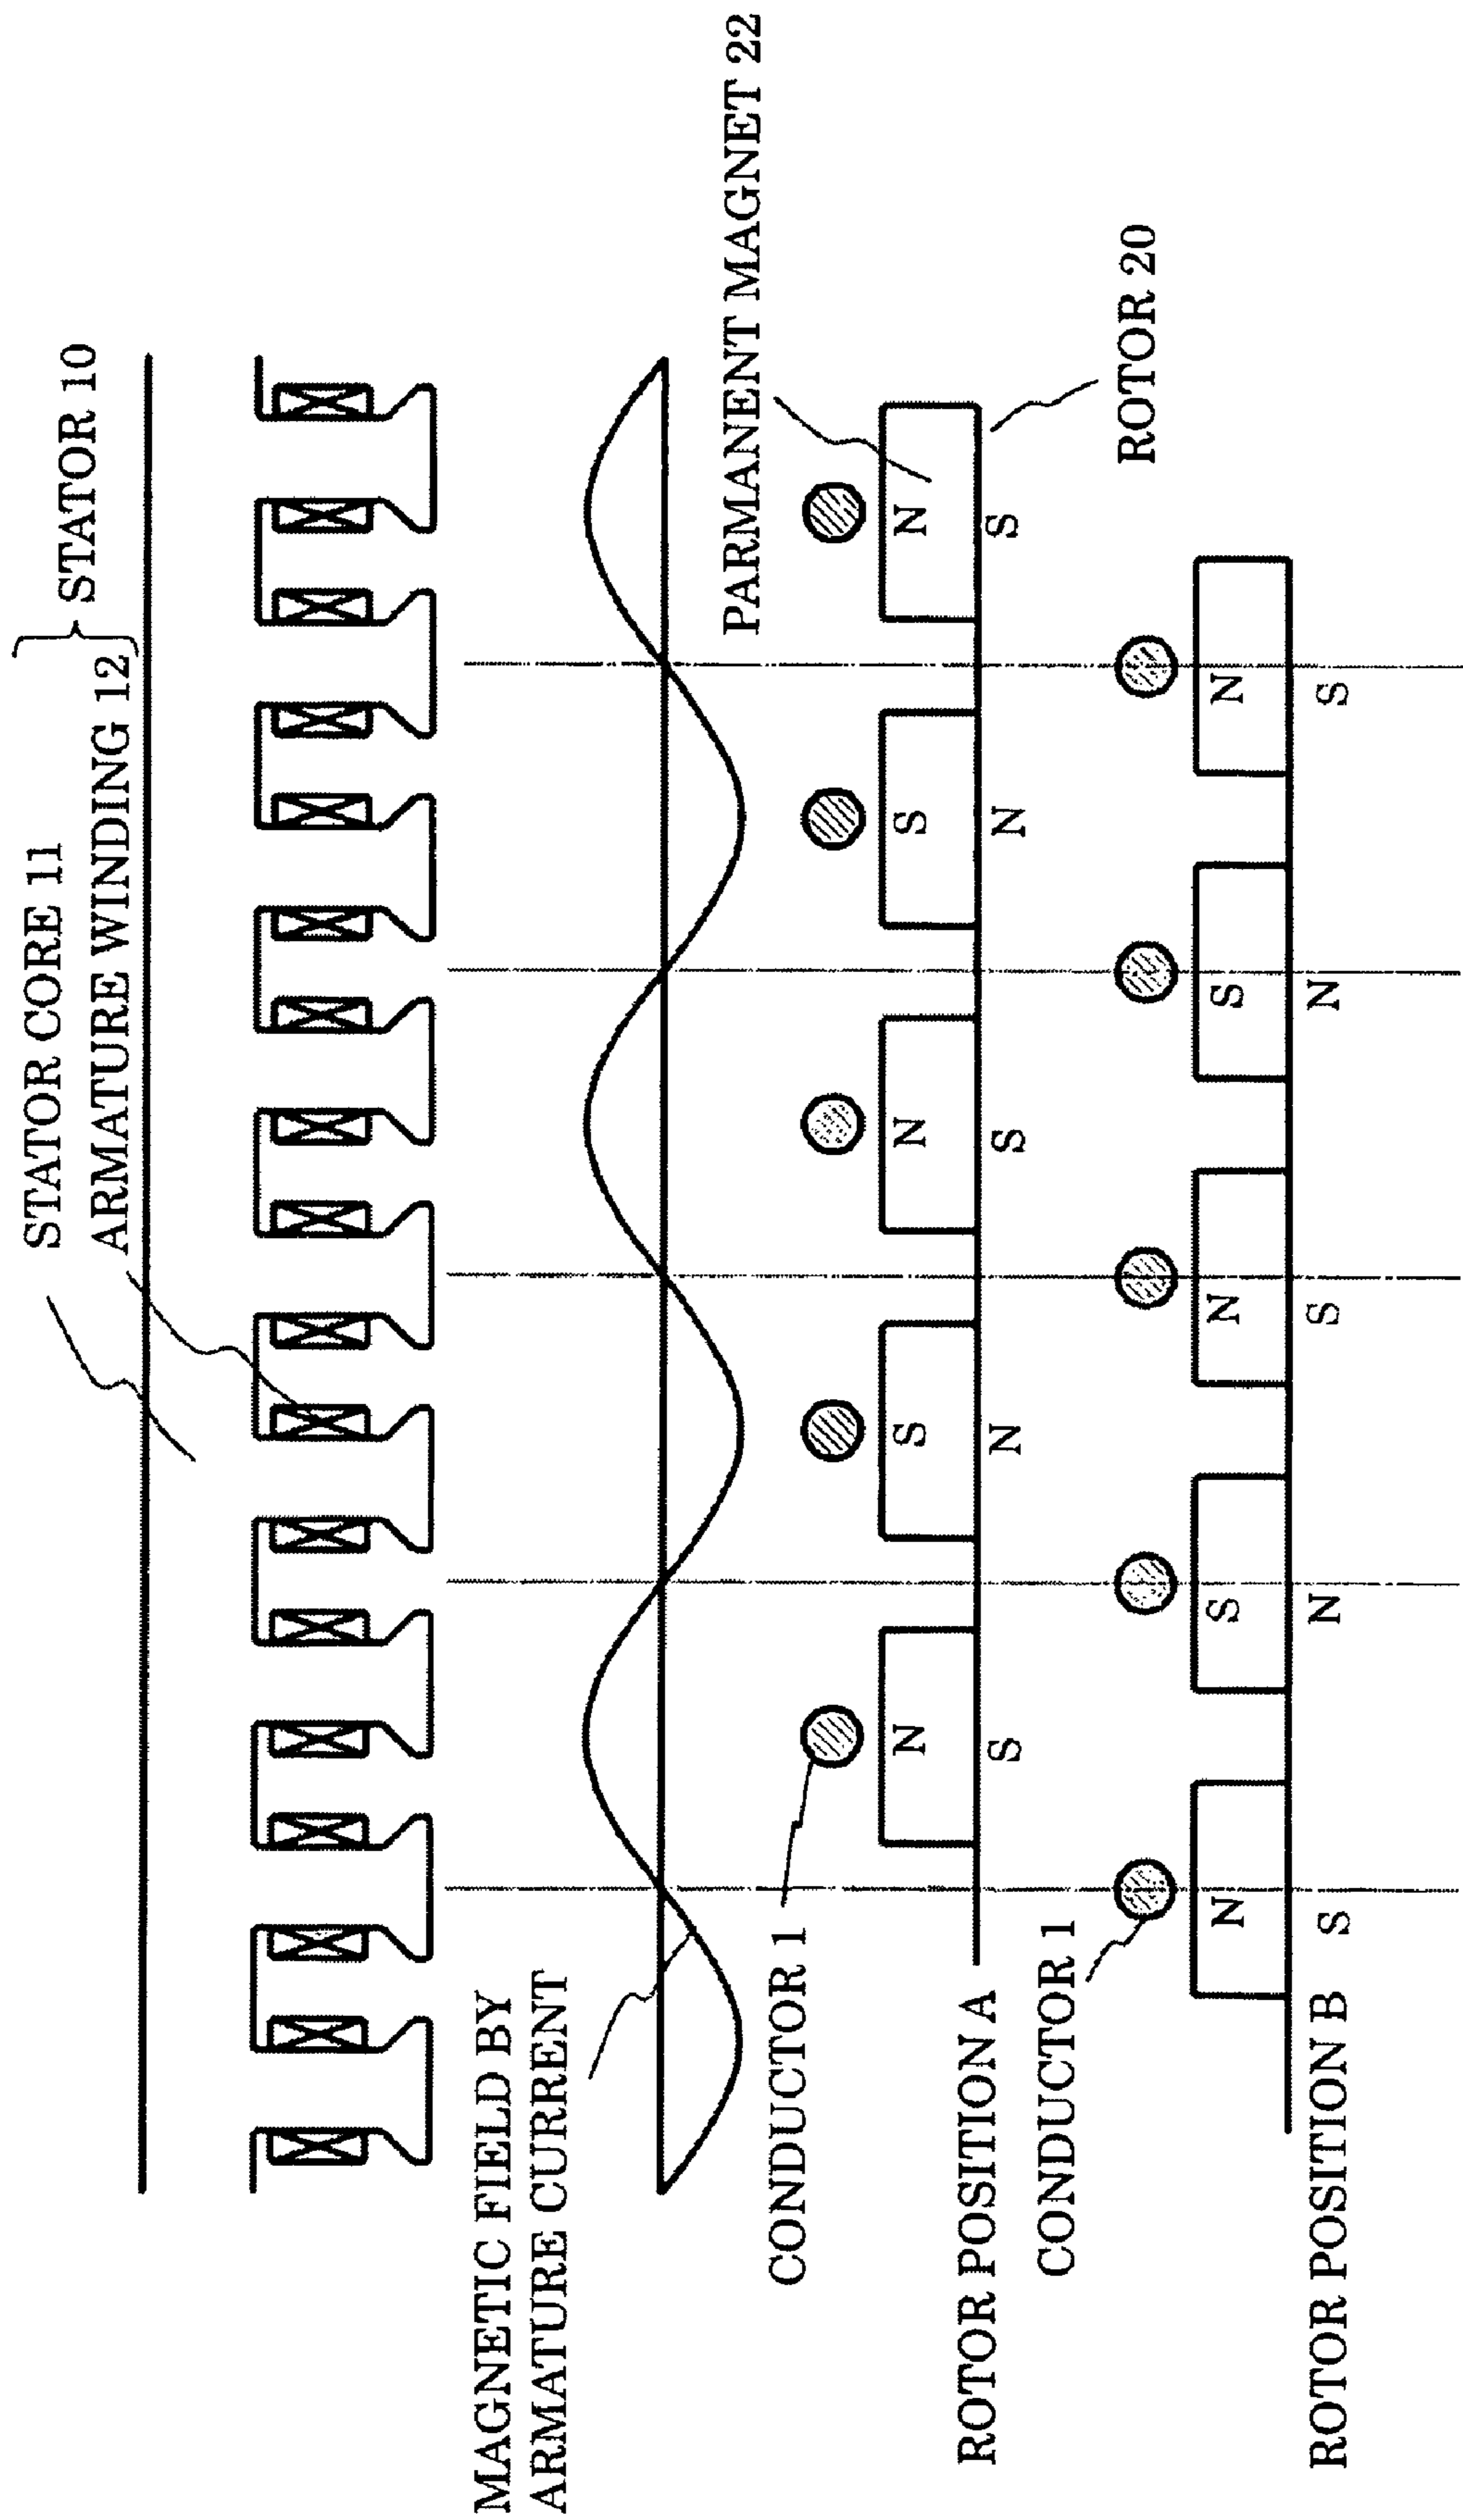 STATOR CORE 11
ARMATURE WINDING 12
STATOR 10
MAGNETIC FIELD BY
ARMATURE CURRENT
PARMANENT MAGNET 22
CONDUCTOR 1
N S N S N
S N S N S
ROTOR POSITION A
ROTOR 20
CONDUCTOR 1
N S N S N
S N S N S
ROTOR POSITION B